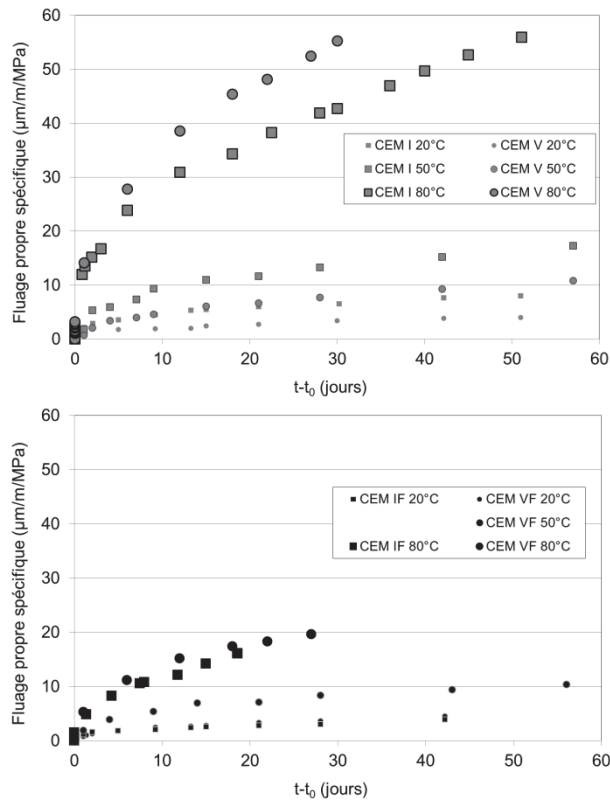 Fluage propre spécifique (μm/m/MPa)
60
50
40
30
20
10
0
CEM I 20°C CEM V 20°C
CEM I 50°C CEM V 50°C
CEM I 80°C CEM V 80°C
0 10 20 30 40 50 60
t-t0 (jours)
Fluage propre spécifique (μm/m/MPa)
60
50
40
30
20
10
0
CEM IF 20°C CEM VF 20°C
CEM VF 50°C
CEM IF 80°C CEM VF 80°C
0 10 20 30 40 50 60
t-t0 (jours)